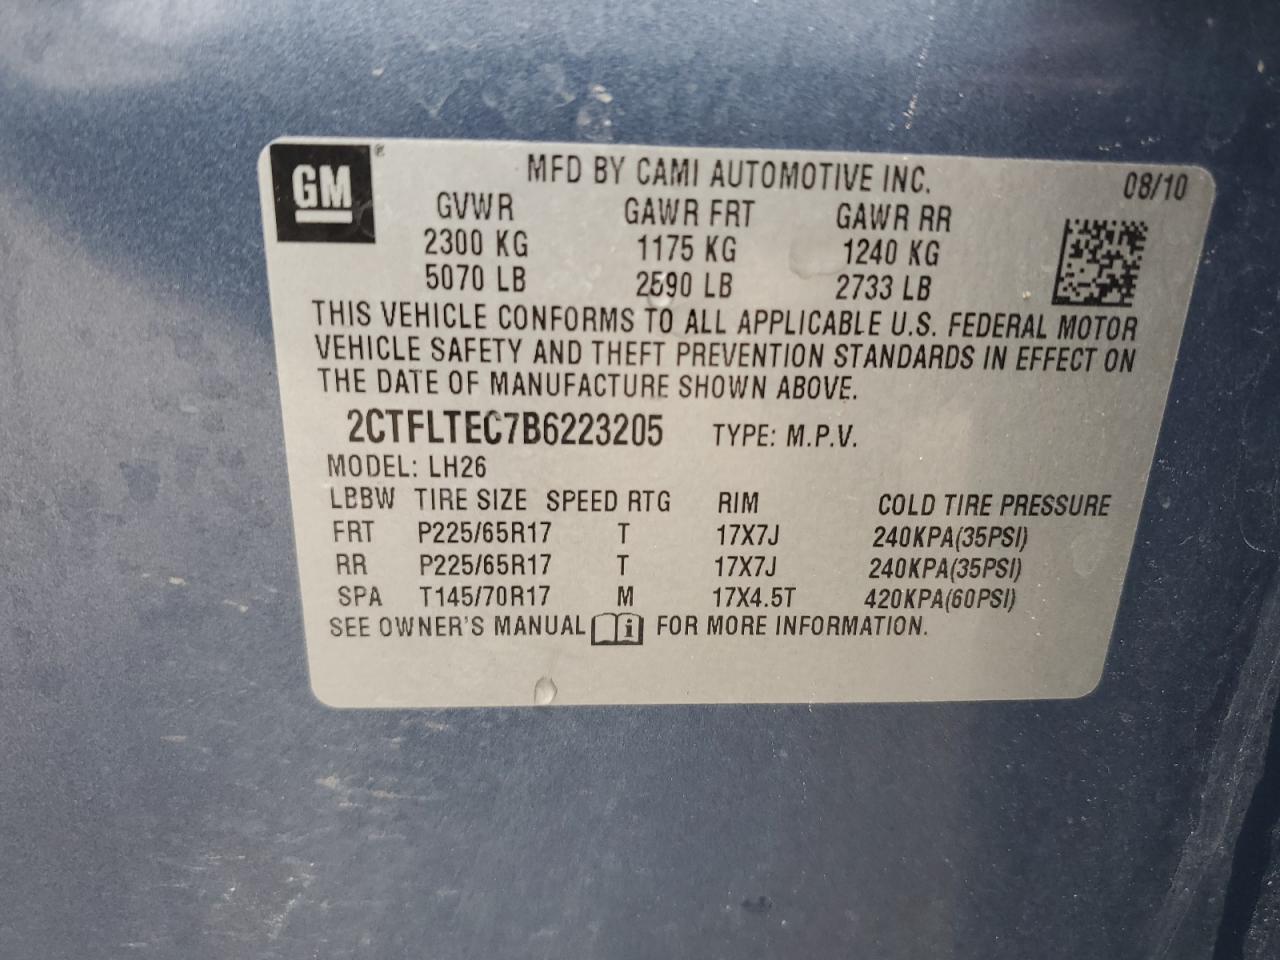 GM®
MFD BY CAMI AUTOMOTIVE INC. 08/10
GVWR GAWR FRT GAWR RR
2300 KG 1175 KG 1240 KG
5070 LB 2590 LB 2733 LB
THIS VEHICLE CONFORMS TO ALL APPLICABLE U.S. FEDERAL MOTOR
VEHICLE SAFETY AND THEFT PREVENTION STANDARDS IN EFFECT ON
THE DATE OF MANUFACTURE SHOWN ABOVE.
2CTFLTEC7B6223205 TYPE: M.P.V.
MODEL: LH26
LBBW TIRE SIZE SPEED RTG RIM COLD TIRE PRESSURE
FRT P225/65R17 T 17X7J 240KPA(35PSI)
RR P225/65R17 T 17X7J 240KPA(35PSI)
SPA T145/70R17 M 17X4.5T 420KPA(60PSI)
SEE OWNER'S MANUAL i FOR MORE INFORMATION.